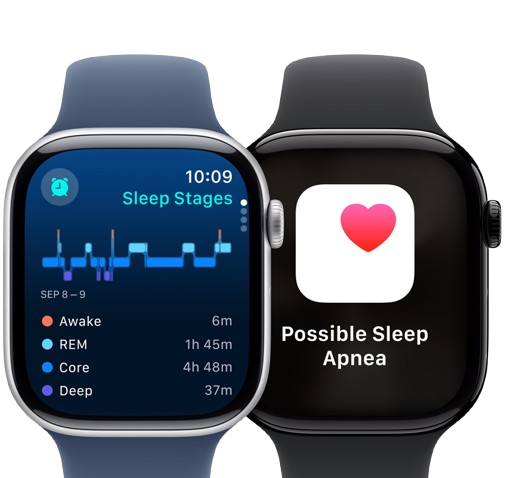 10:09
Sleep Stages
SEP 8 – 9
Awake 6m
REM 1h 45m
Core 4h 48m
Deep 37m
Possible Sleep
Apnea